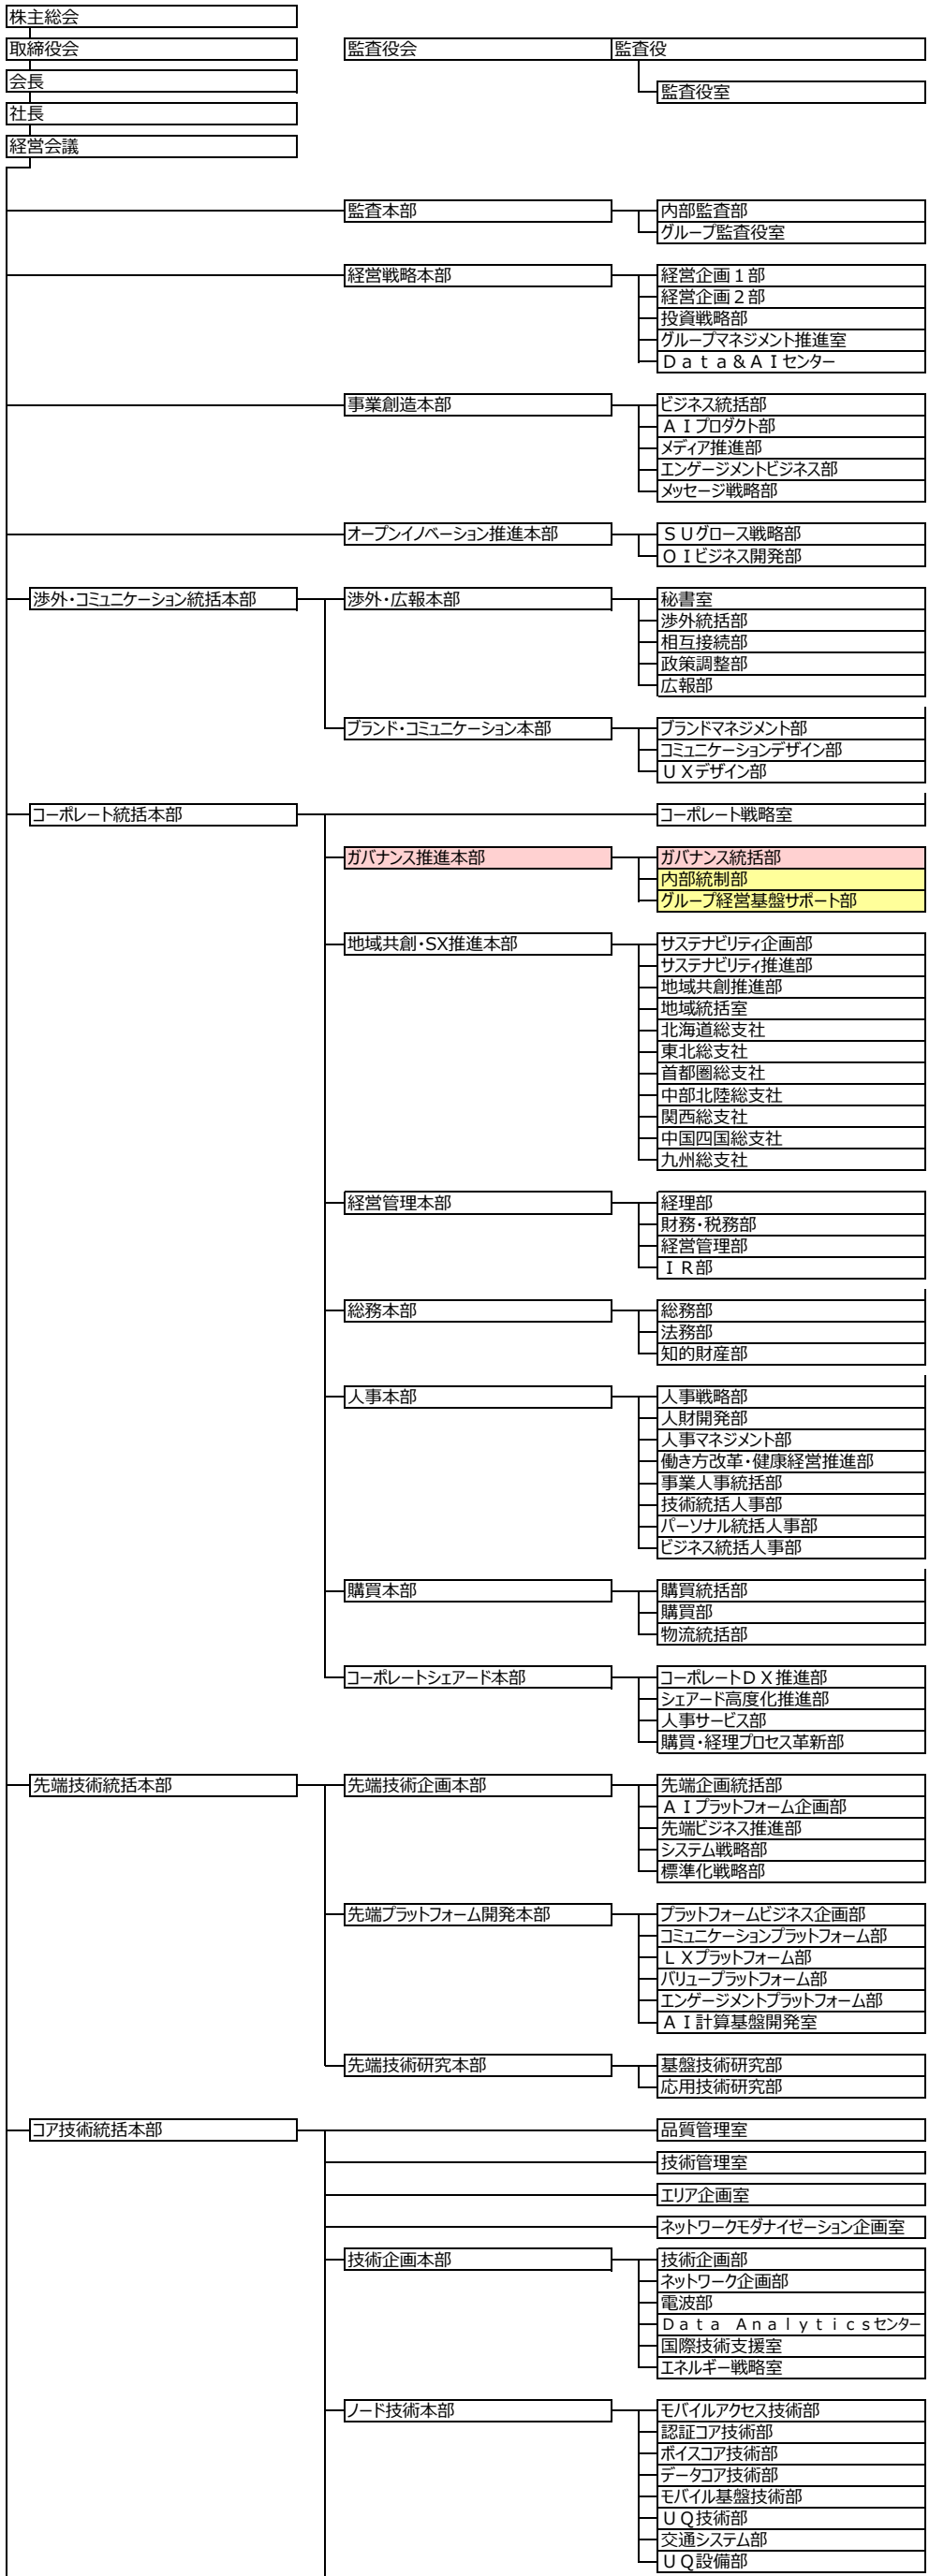 株主総会
取締役会
監査役会
監査役
会長
監査役室
社長
経営会議
監査本部
内部監査部
グループ監査役室
経営戦略本部
経営企画１部
経営企画２部
投資戦略部
グループマネジメント推進室
Ｄａｔａ＆ＡＩセンター
事業創造本部
ビジネス統括部
ＡＩプロダクト部
メディア推進部
エンゲージメントビジネス部
メッセージ戦略部
オープンイノベーション推進本部
ＳＵグロース戦略部
ＯＩビジネス開発部
渉外・コミュニケーション統括本部
渉外・広報本部
秘書室
渉外統括部
相互接続部
政策調整部
広報部
ブランド・コミュニケーション本部
ブランドマネジメント部
コミュニケーションデザイン部
ＵＸデザイン部
コーポレート統括本部
コーポレート戦略室
ガバナンス推進本部
ガバナンス統括部
内部統制部
グループ経営基盤サポート部
地域共創・SX推進本部
サステナビリティ企画部
サステナビリティ推進部
地域共創推進部
地域統括室
北海道総支社
東北総支社
首都圏総支社
中部北陸総支社
関西総支社
中国四国総支社
九州総支社
経営管理本部
経理部
財務・税務部
経営管理部
ＩＲ部
総務本部
総務部
法務部
知的財産部
人事本部
人事戦略部
人財開発部
人事マネジメント部
働き方改革・健康経営推進部
事業人事統括部
技術統括人事部
パーソナル統括人事部
ビジネス統括人事部
購買本部
購買統括部
購買部
物流統括部
コーポレートシェアード本部
コーポレートＤＸ推進部
シェアード高度化推進部
人事サービス部
購買・経理プロセス革新部
先端技術統括本部
先端技術企画本部
先端企画統括部
ＡＩプラットフォーム企画部
先端ビジネス推進部
システム戦略部
標準化戦略部
先端プラットフォーム開発本部
プラットフォームビジネス企画部
コミュニケーションプラットフォーム部
ＬＸプラットフォーム部
バリュープラットフォーム部
エンゲージメントプラットフォーム部
ＡＩ計算基盤開発室
先端技術研究本部
基盤技術研究部
応用技術研究部
コア技術統括本部
品質管理室
技術管理室
エリア企画室
ネットワークモダナイゼーション企画室
技術企画本部
技術企画部
ネットワーク企画部
電波部
Ｄａｔａ　Ａｎａｌｙｔｉｃｓセンター
国際技術支援室
エネルギー戦略室
ノード技術本部
モバイルアクセス技術部
認証コア技術部
ボイスコア技術部
データコア技術部
モバイル基盤技術部
ＵＱ技術部
交通システム部
ＵＱ設備部